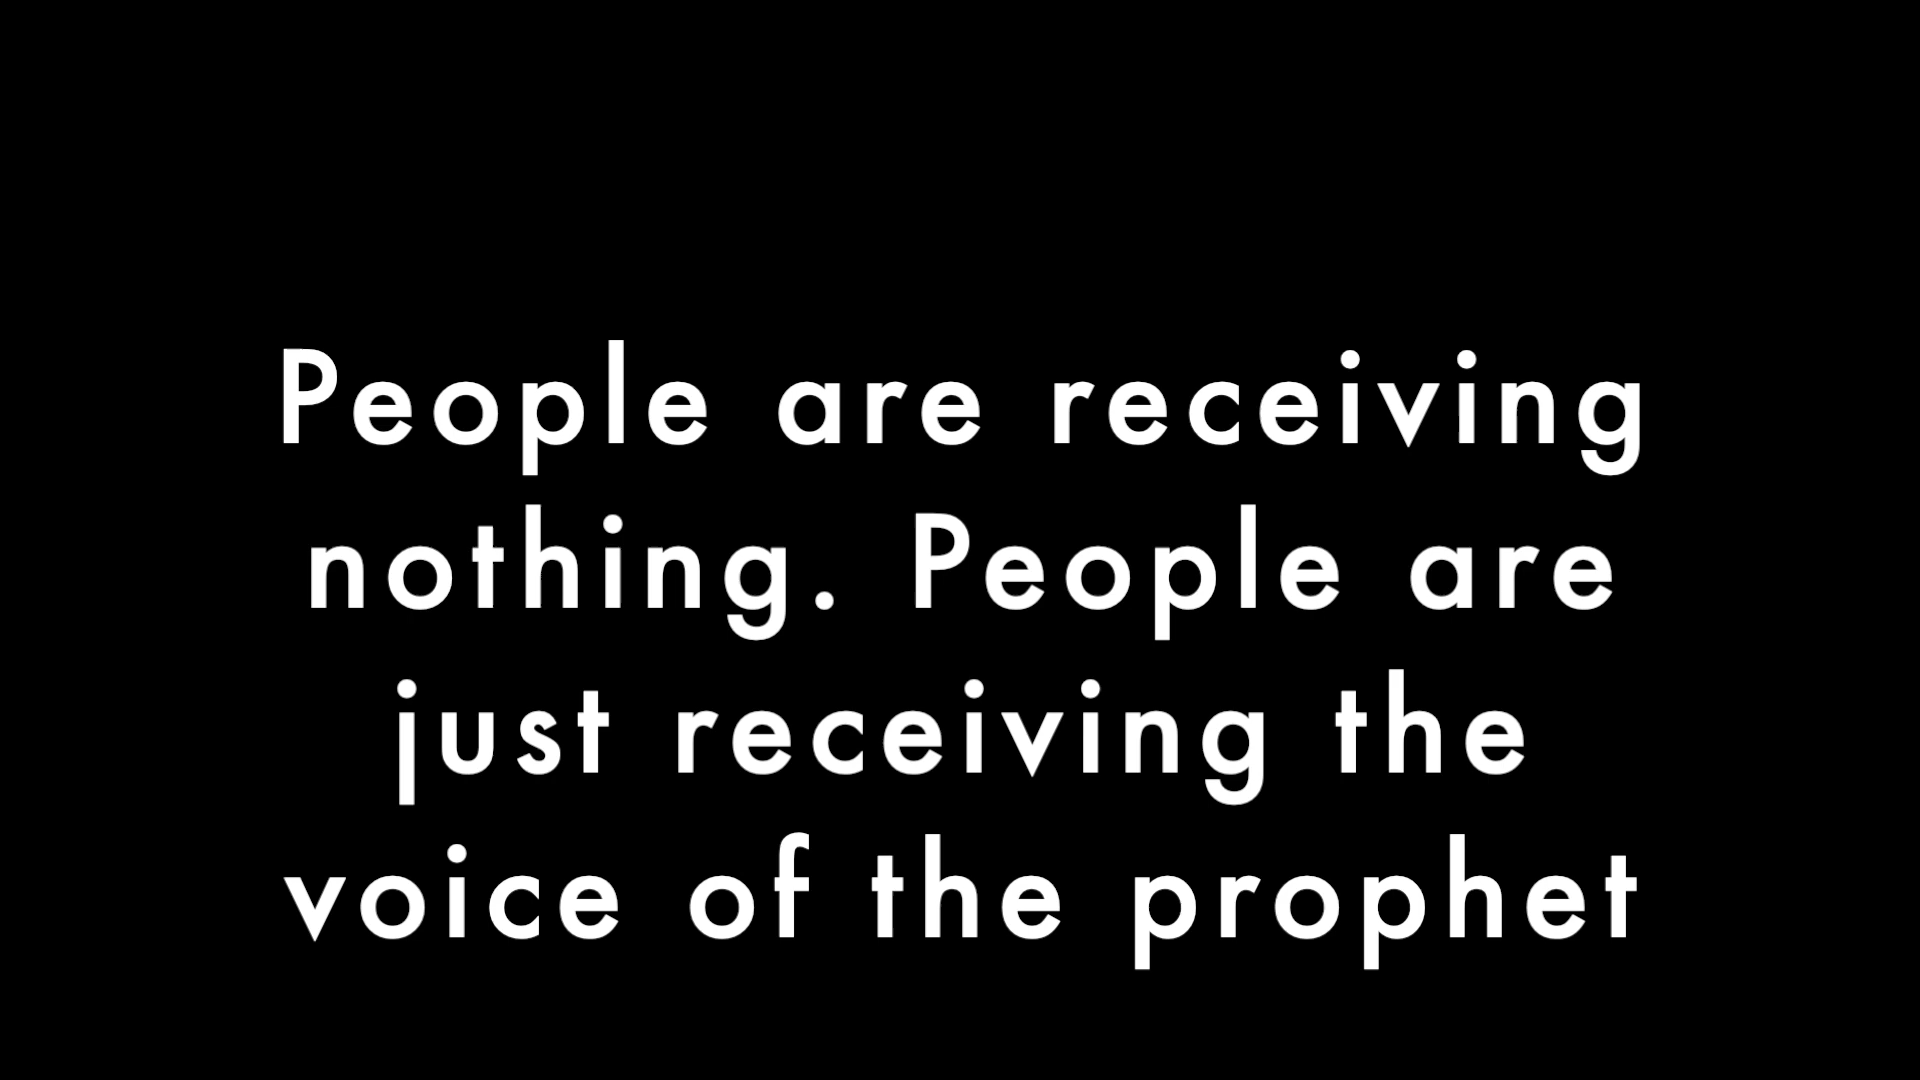 People are receiving
nothing. People are
just receiving the
voice of the prophet